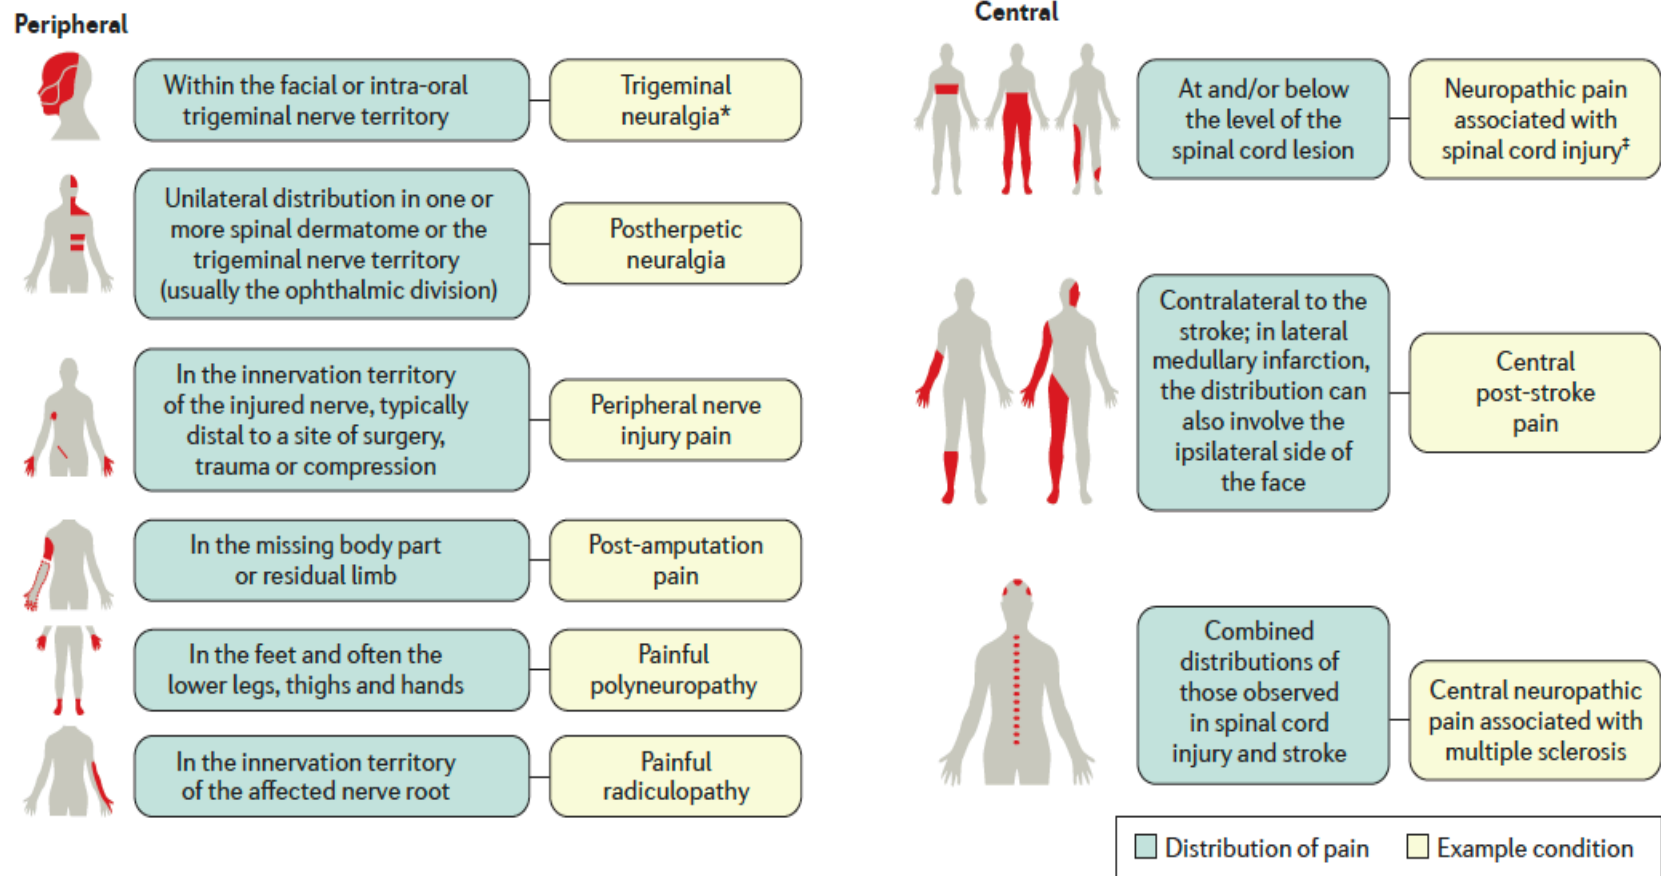 Peripheral
Within the facial or intra-oral
trigeminal nerve territory
Trigeminal
neuralgia*
Unilateral distribution in one or
more spinal dermatome or the
trigeminal nerve territory
(usually the ophthalmic division)
Postherpetic
neuralgia
In the innervation territory
of the injured nerve, typically
distal to a site of surgery,
trauma or compression
Peripheral nerve
injury pain
In the missing body part
or residual limb
Post-amputation
pain
In the feet and often the
lower legs, thighs and hands
Painful
polyneuropathy
In the innervation territory
of the affected nerve root
Painful
radiculopathy
Central
At and/or below
the level of the
spinal cord lesion
Neuropathic pain
associated with
spinal cord injury‡
Contralateral to the
stroke; in lateral
medullary infarction,
the distribution can
also involve the
ipsilateral side of
the face
Central
post-stroke
pain
Combined
distributions of
those observed
in spinal cord
injury and stroke
Central neuropathic
pain associated with
multiple sclerosis
Distribution of pain
Example condition